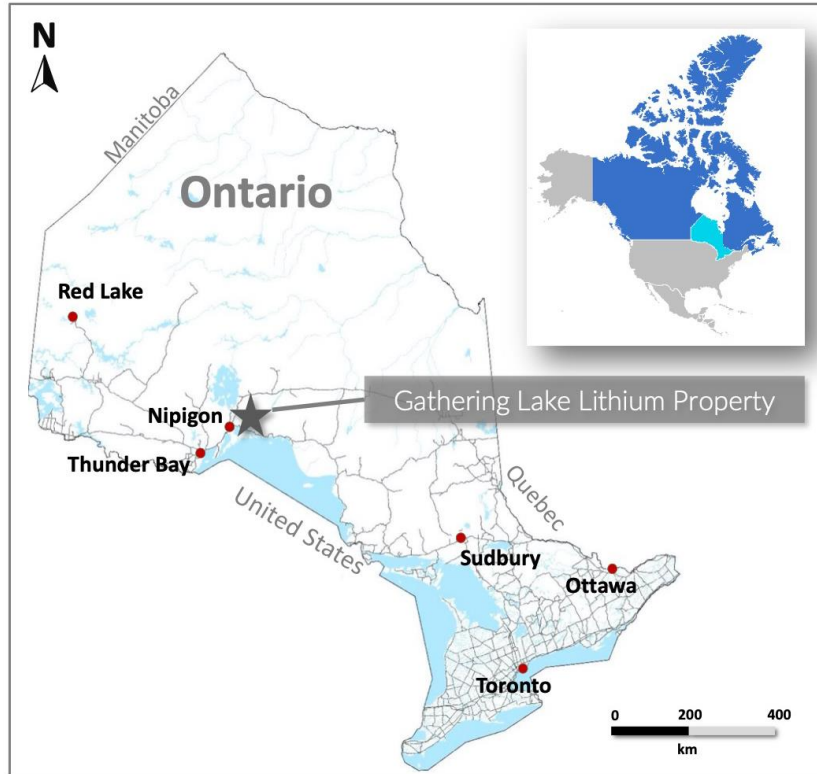 N
Manitoba
Ontario
Red Lake
Nipigon
Gathering Lake Lithium Property
Thunder Bay
United States
Quebec
Sudbury
Ottawa
Toronto
0 200 400
km